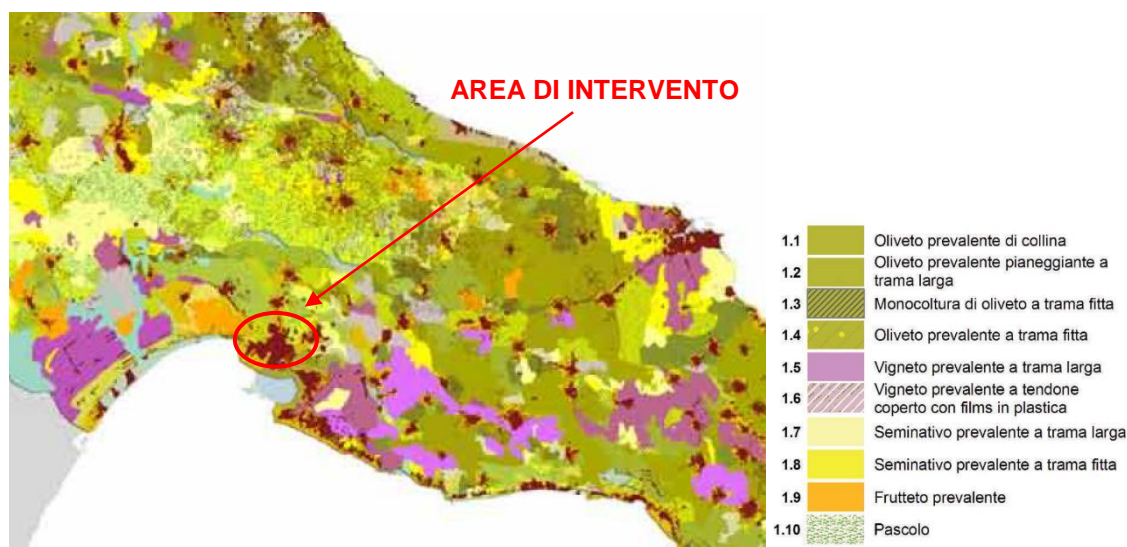 AREA DI INTERVENTO
1.1 Oliveto prevalente di collina
1.2 Oliveto prevalente pianeggiante a
trama larga
1.3 Monocoltura di oliveto a trama fitta
1.4 Oliveto prevalente a trama fitta
1.5 Vigneto prevalente a trama larga
1.6 Vigneto prevalente a tendone
coperto con films in plastica
1.7 Seminativo prevalente a trama larga
1.8 Seminativo prevalente a trama fitta
1.9 Frutteto prevalente
1.10 Pascolo